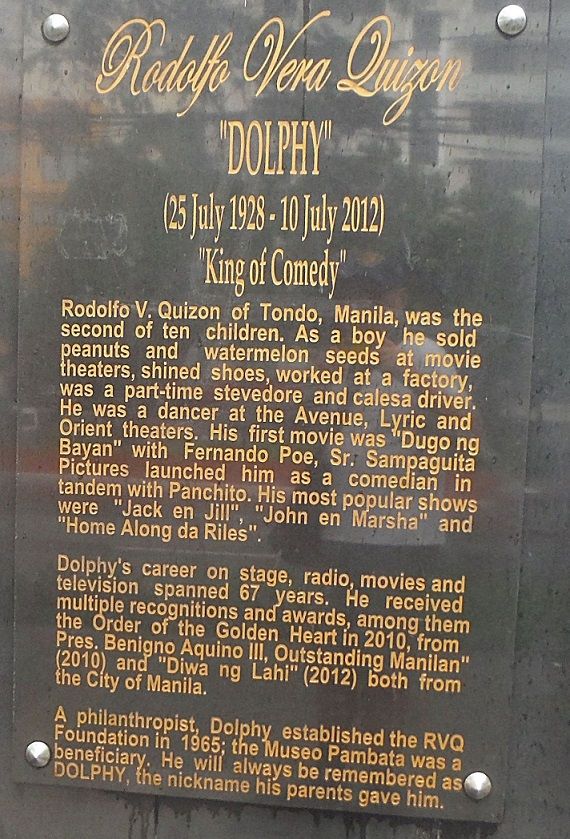 Rodolfo Vera Quizon
"DOLPHY"
(25 July 1928 - 10 July 2012)
"King of Comedy"
Rodolfo V. Quizon of Tondo, Manila, was the
second of ten children. As a boy he sold
peanuts and watermelon seeds at movie
theaters, shined shoes, worked at a factory,
was a part-time stevedore and calesa driver.
He was a dancer at the Avenue, Lyric and
Orient theaters. His first movie was "Dugo ng
Bayan" with Fernando Poe, Sr. Sampaguita
Pictures launched him as a comedian in
tandem with Panchito. His most popular shows
were "Jack en Jill", "John en Marsha" and
"Home Along da Riles".
Dolphy's career on stage, radio, movies and
television spanned 67 years. He received
multiple recognitions and awards, among them
the Order of the Golden Heart in 2010, from
Pres. Benigno Aquino III, Outstanding Manilan"
(2010) and "Diwa ng Lahi" (2012) both from
the City of Manila.
A philanthropist, Dolphy established the RVQ
Foundation in 1965; the Museo Pambata was a
beneficiary. He will always be remembered as
DOLPHY, the nickname his parents gave him.